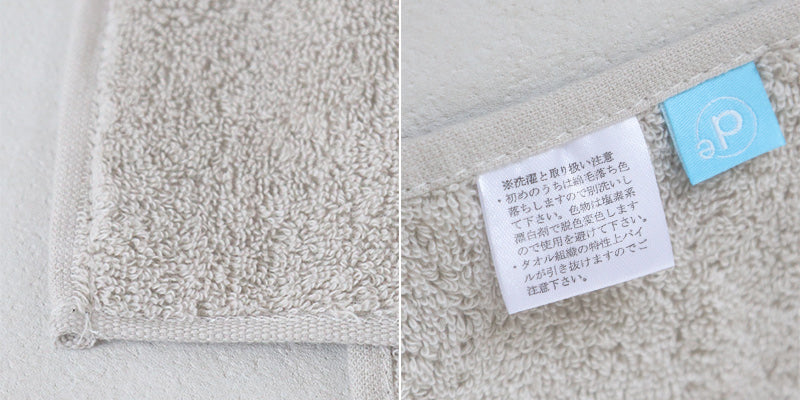 ※洗濯と取り扱い注意
・初めのうちは綿毛落ち色
落ちしますので別洗いし
て下さい。色物は塩素系
漂白剤で脱色変色します
ので使用を避けて下さい。
・タオル組織の特性上パイ
ルが引き抜けますのでご
注意下さい。